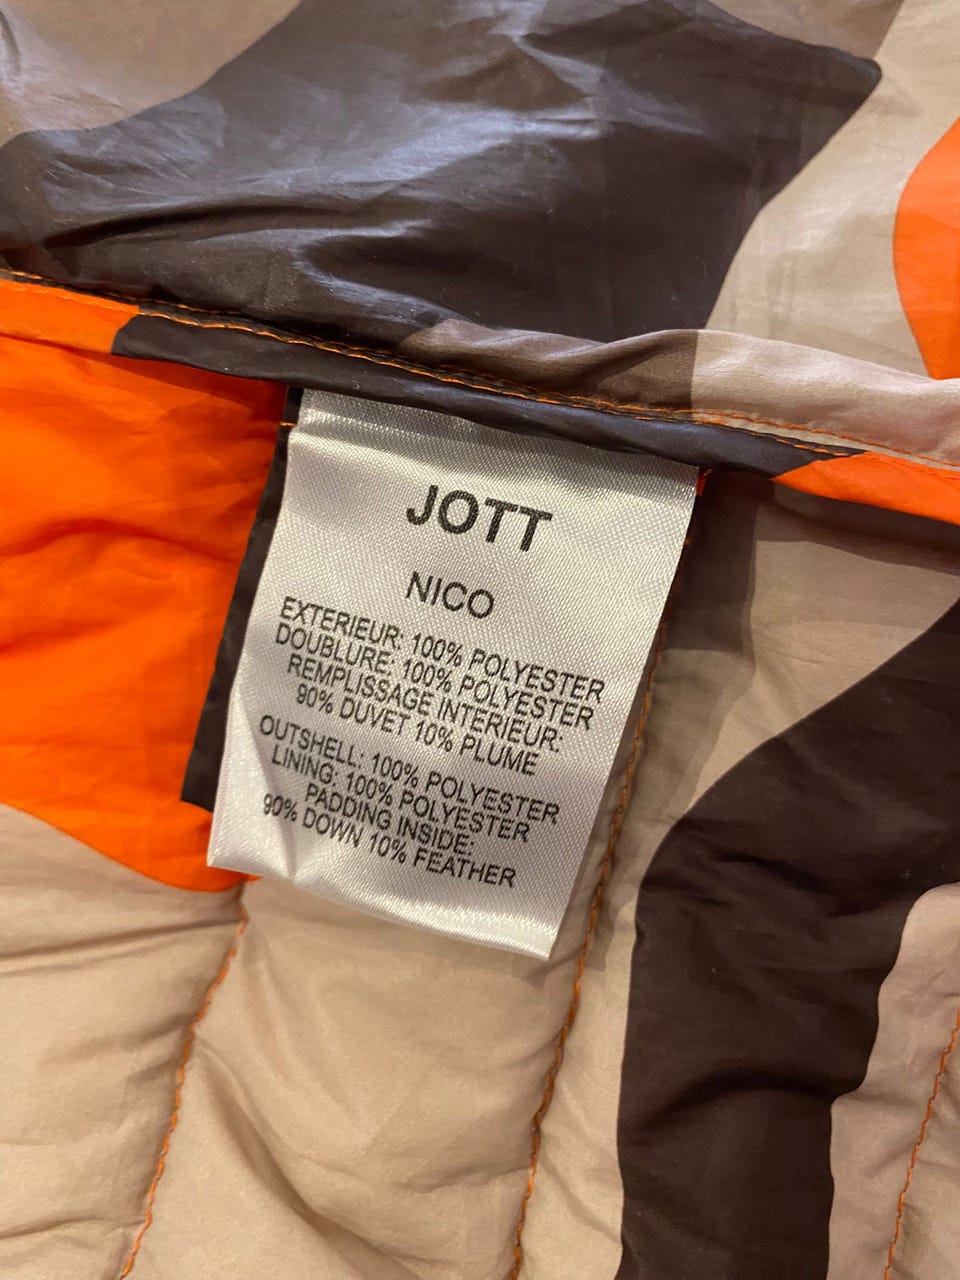 JOTT
NICO
EXTERIEUR: 100% POLYESTER
DOUBLURE: 100% POLYESTER
REMPLISSAGE INTERIEUR:
90% DUVET 10% PLUME
OUTSHELL: 100% POLYESTER
LINING: 100% POLYESTER
PADDING INSIDE:
90% DOWN 10% FEATHER